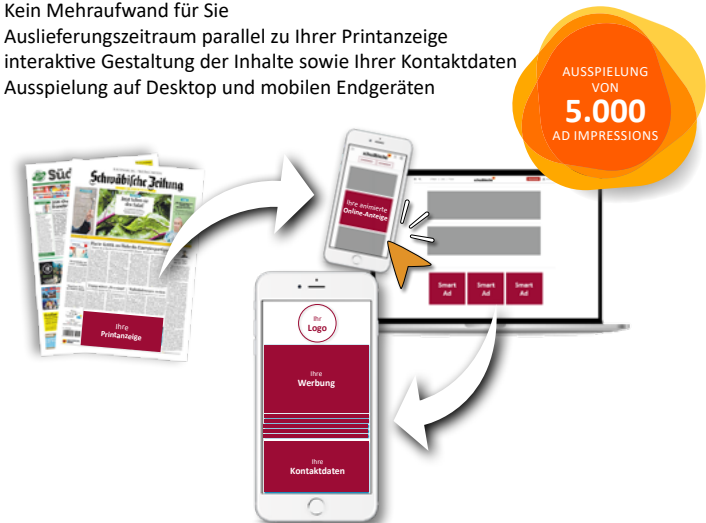 Kein Mehraufwand für Sie
Auslieferungszeitraum parallel zu Ihrer Printanzeige
interaktive Gestaltung der Inhalte sowie Ihrer Kontaktdaten
Ausspielung auf Desktop und mobilen Endgeräten
AUSSPIELUNG
VON
5.000
AD IMPRESSIONS
Süd
Schwäbische Zeitung
Ihre
Printanzeige
Ihre animierte
Online-Anzeige
Smart
Ad
Smart
Ad
Smart
Ad
Ihr
Logo
Ihre
Werbung
Ihre
Kontaktdaten